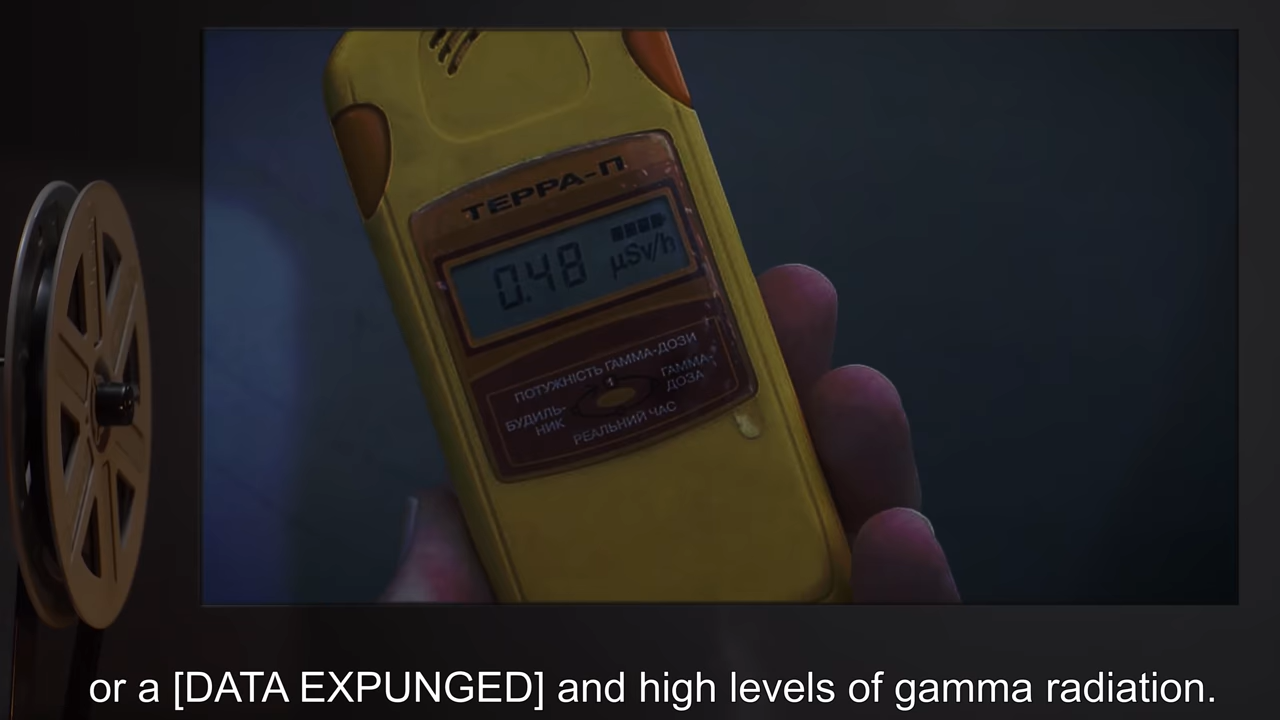 ТЕРРА-П
0.48 µSv/h
ПОТУЖНІСТЬ ГАММА-ДОЗИ
ГАММА-
ДОЗА
БУДИЛЬ-
НИК
РЕАЛЬНИЙ ЧАС
or a [DATA EXPUNGED] and high levels of gamma radiation.